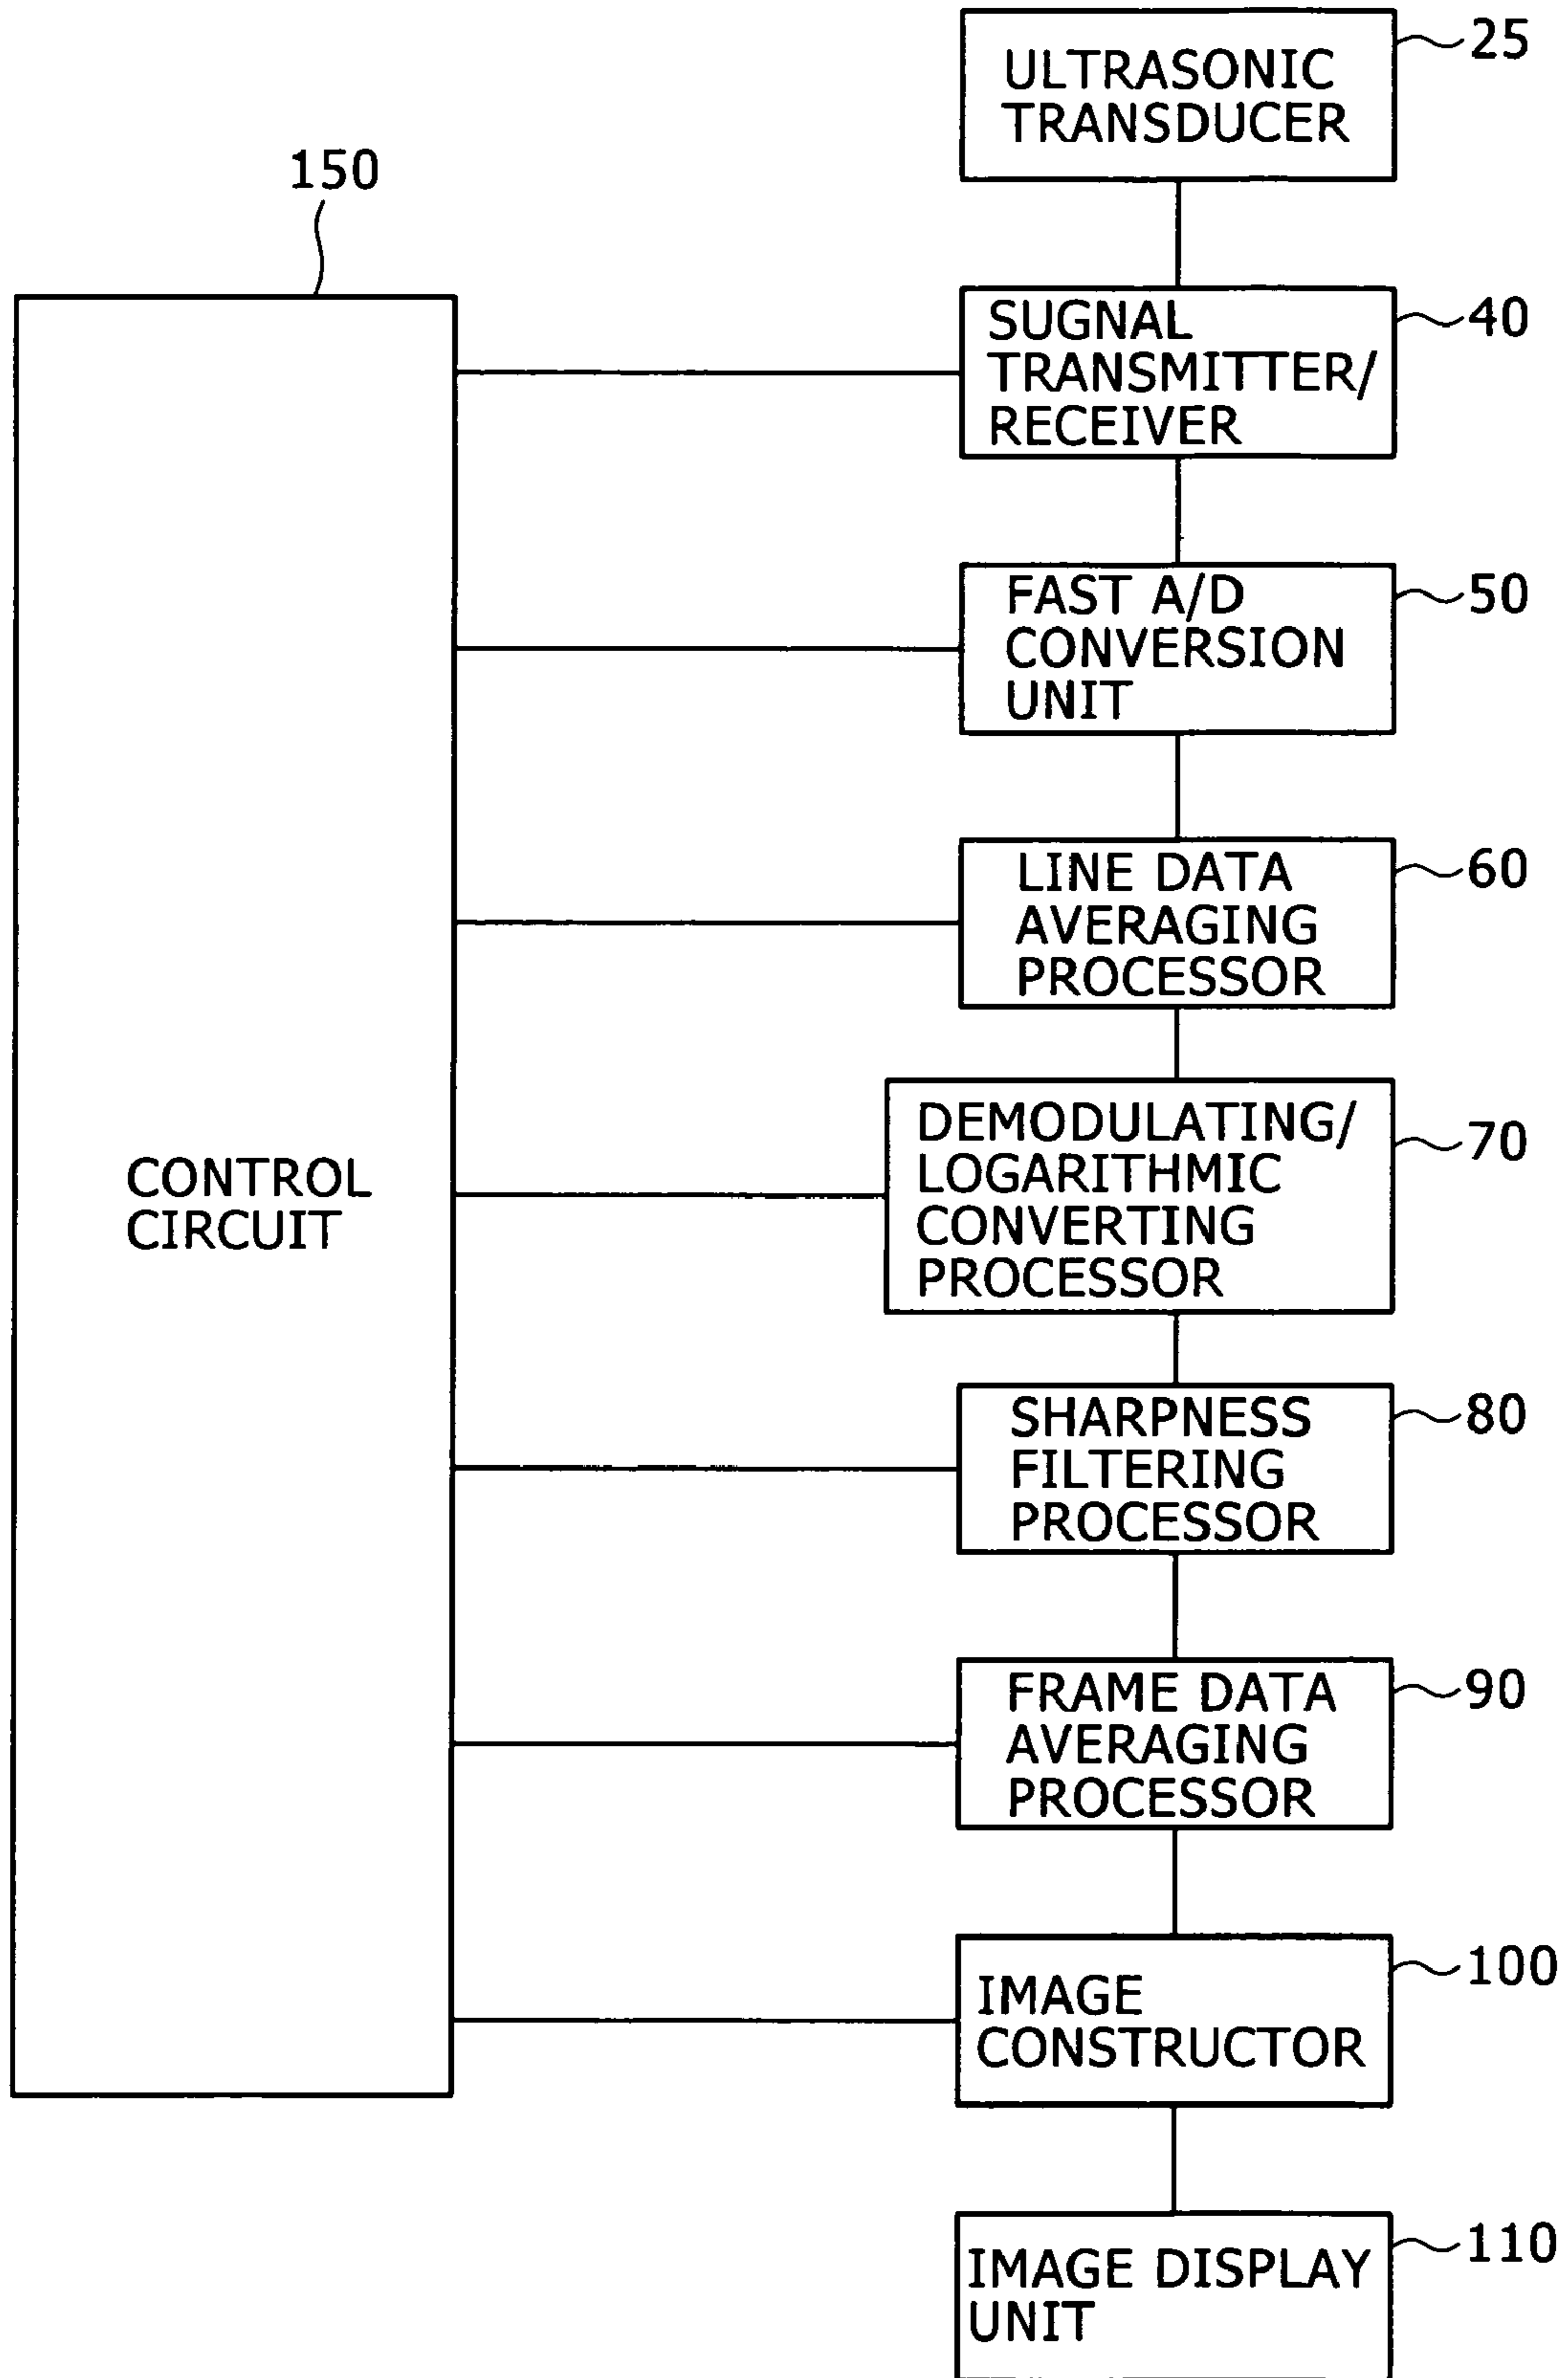 ULTRASONIC
TRANSDUCER
25
150
SUGNAL
TRANSMITTER/
RECEIVER
40
FAST A/D
CONVERSION
UNIT
50
LINE DATA
AVERAGING
PROCESSOR
60
CONTROL
CIRCUIT
DEMODULATING/
LOGARITHMIC
CONVERTING
PROCESSOR
70
SHARPNESS
FILTERING
PROCESSOR
80
FRAME DATA
AVERAGING
PROCESSOR
90
IMAGE
CONSTRUCTOR
100
IMAGE DISPLAY
UNIT
110